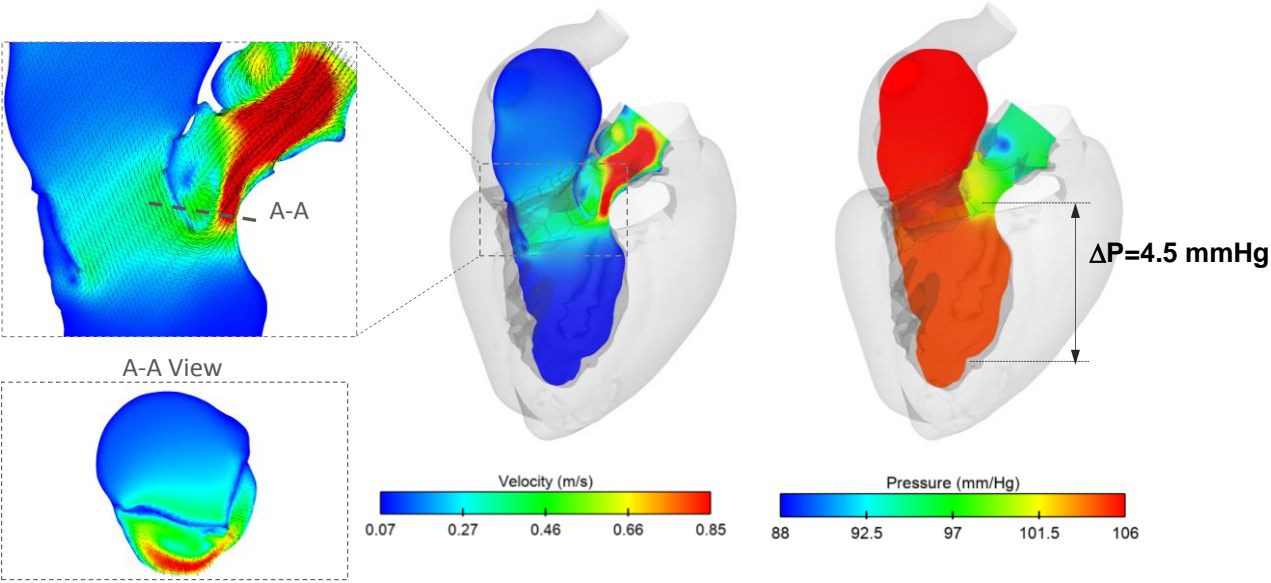 A-A
ΔP=4.5 mmHg
A-A View
Velocity (m/s)
0.07 0.27 0.46 0.66 0.85
Pressure (mm/Hg)
88 92.5 97 101.5 106